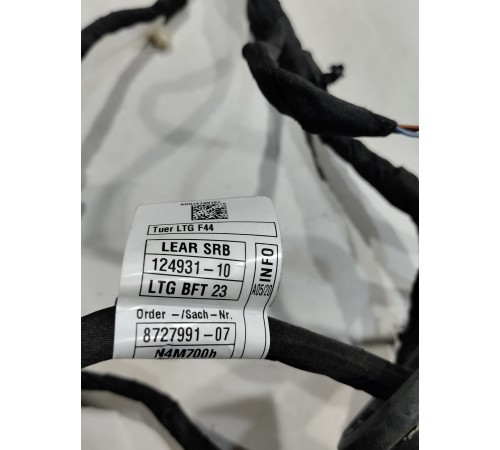 Tuer LTG F44
LEAR SRB
124931-10
LTG BFT 23
INFO
A05/20
Order -/Sach-Nr.
8727991-07
N4M700h